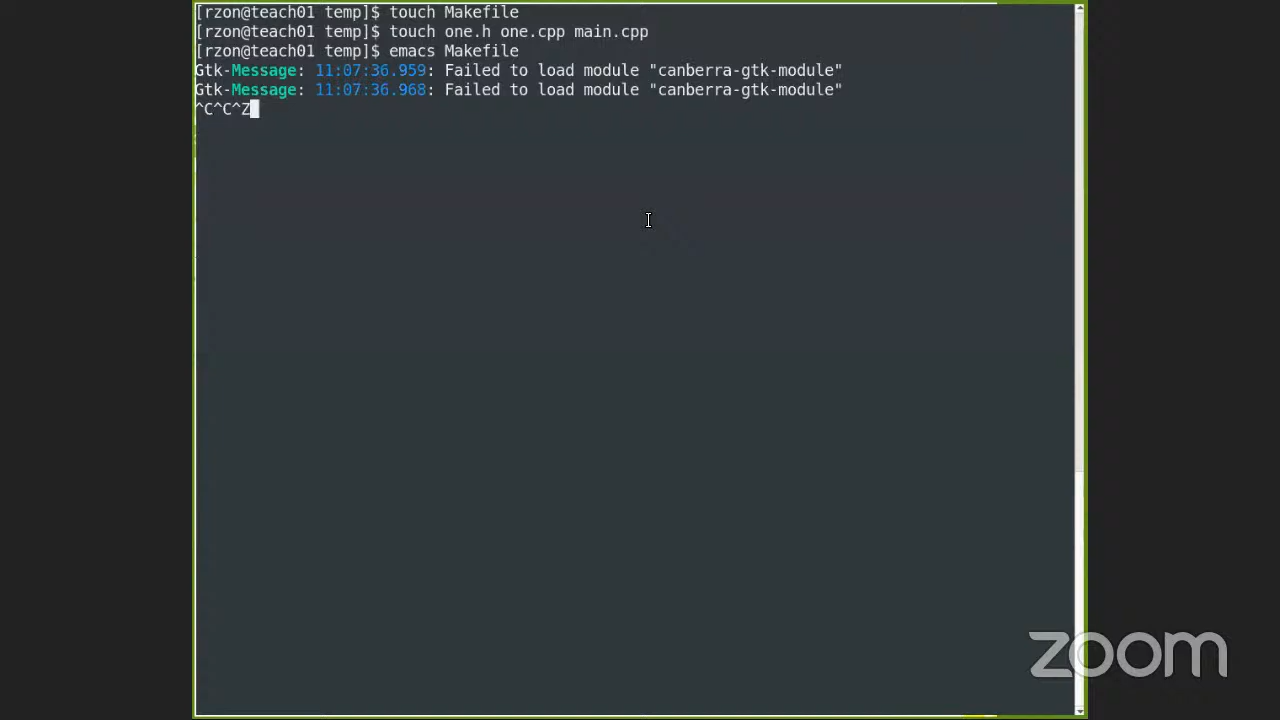 [rzon@teach01 temp]$ touch Makefile
[rzon@teach01 temp]$ touch one.h one.cpp main.cpp
[rzon@teach01 temp]$ emacs Makefile
Gtk-Message: 11:07:36.959: Failed to load module "canberra-gtk-module"
Gtk-Message: 11:07:36.968: Failed to load module "canberra-gtk-module"
^C^C^Z
zoom